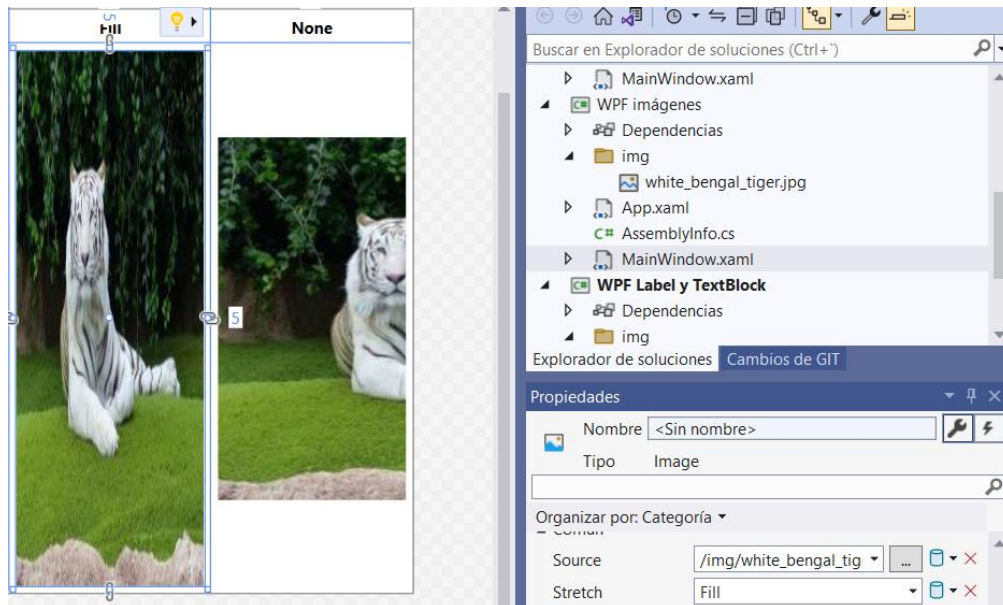 5
Fill
None
5
Buscar en Explorador de soluciones (Ctrl+`)
MainWindow.xaml
C# WPF imágenes
Dependencias
img
white_bengal_tiger.jpg
App.xaml
C# AssemblyInfo.cs
MainWindow.xaml
C# WPF Label y TextBlock
Dependencias
img
Explorador de soluciones Cambios de GIT
Propiedades
Nombre <Sin nombre>
Tipo Image
Organizar por: Categoría
Común
Source /img/white_bengal_tig ...
Stretch Fill